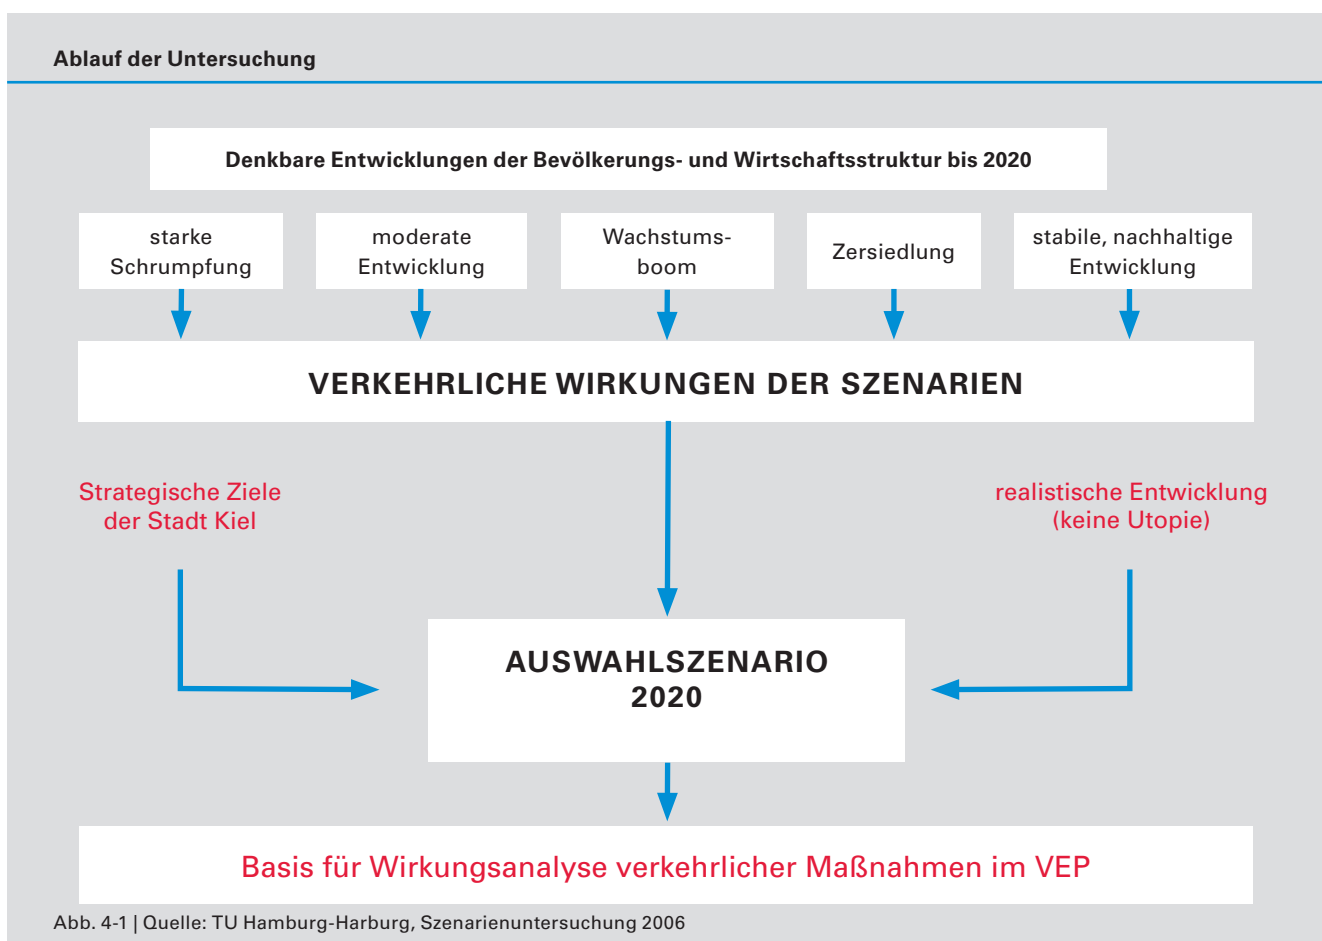 Ablauf der Untersuchung
Denkbare Entwicklungen der Bevölkerungs- und Wirtschaftsstruktur bis 2020
starke
Schrumpfung
moderate
Entwicklung
Wachstums-
boom
Zersiedlung
stabile, nachhaltige
Entwicklung
VERKEHRLICHE WIRKUNGEN DER SZENARIEN
Strategische Ziele
der Stadt Kiel
realistische Entwicklung
(keine Utopie)
AUSWAHLSZENARIO
2020
Basis für Wirkungsanalyse verkehrlicher Maßnahmen im VEP
Abb. 4-1 | Quelle: TU Hamburg-Harburg, Szenarienuntersuchung 2006